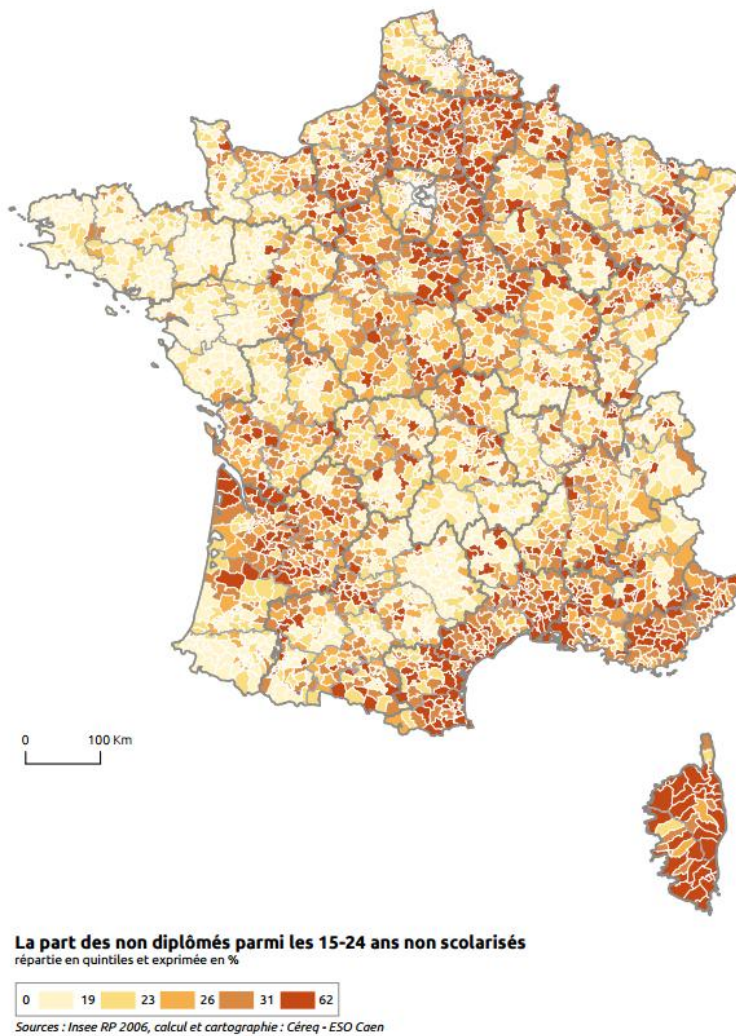 0 100 Km
La part des non diplômés parmi les 15-24 ans non scolarisés
répartie en quintiles et exprimée en %
0 19 23 26 31 62
Sources : Insee RP 2006, calcul et cartographie : Céreq - ESO Caen